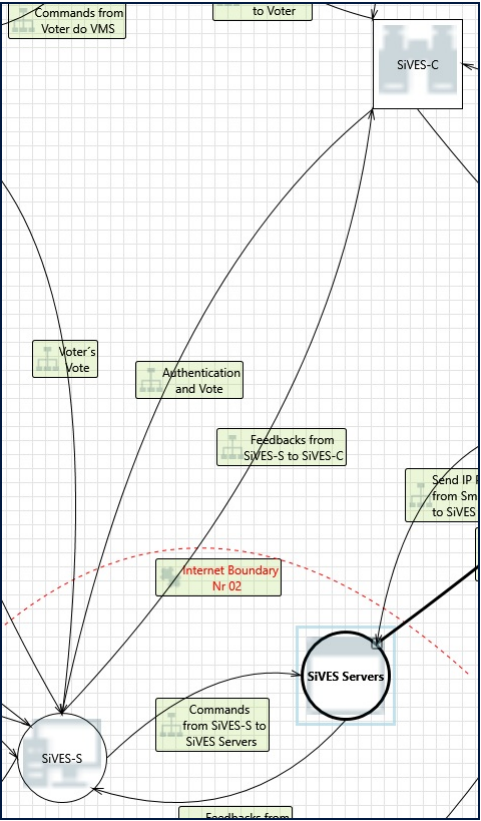 Commands from
Voter do VMS
to Voter
SiVES-C
Voter´s
Vote
Authentication
and Vote
Feedbacks from
SiVES-S to SiVES-C
Send IP
from Sm
to SiVES
Internet Boundary
Nr 02
SiVES Servers
Commands
from SiVES-S to
SiVES Servers
SiVES-S
Feedbacks from